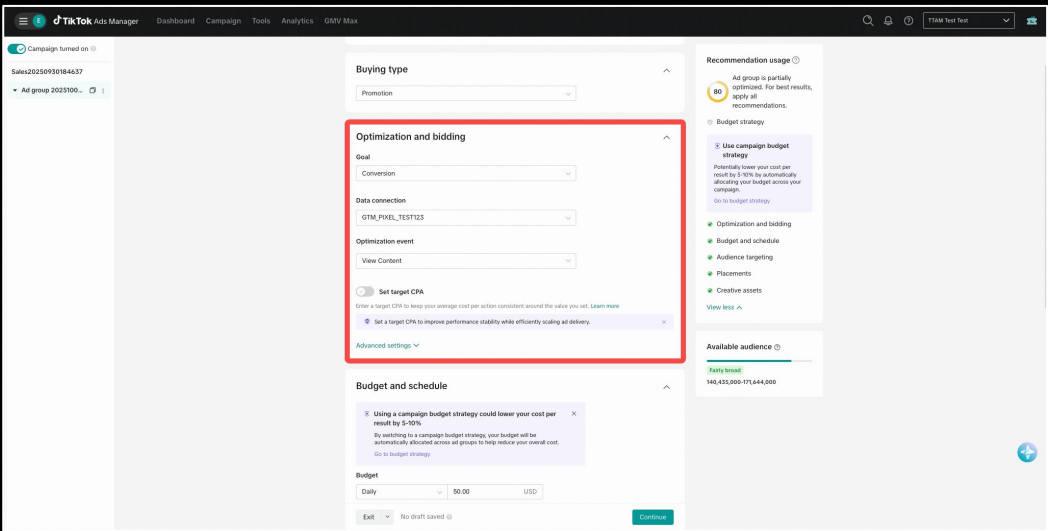 E TikTok Ads Manager Dashboard Campaign Tools Analytics GMV Max TTAM Test Test
Campaign turned on
Sales20250930184637
Ad group 2025100...
Buying type
Promotion
Optimization and bidding
Goal
Conversion
Data connection
GTM_PIXEL_TEST123
Optimization event
View Content
Set target CPA
Enter a target CPA to keep your average cost per action consistent around the value you set. Learn more
Set a target CPA to improve performance stability while efficiently scaling ad delivery.
Advanced settings
Budget and schedule
Using a campaign budget strategy could lower your cost per
result by 5-10%
By switching to a campaign budget strategy, your budget will be
automatically allocated across ad groups to help reduce your overall cost.
Go to budget strategy
Budget
Daily 50.00 USD
Exit No draft saved Continue
Recommendation usage
80
Ad group is partially
optimized. For best results,
apply all
recommendations.
Budget strategy
Use campaign budget
strategy
Potentially lower your cost per
result by 5-10% by automatically
allocating your budget across your
campaign.
Go to budget strategy
Optimization and bidding
Budget and schedule
Audience targeting
Placements
Creative assets
View less
Available audience
Fairly broad
140,435,000-171,644,000